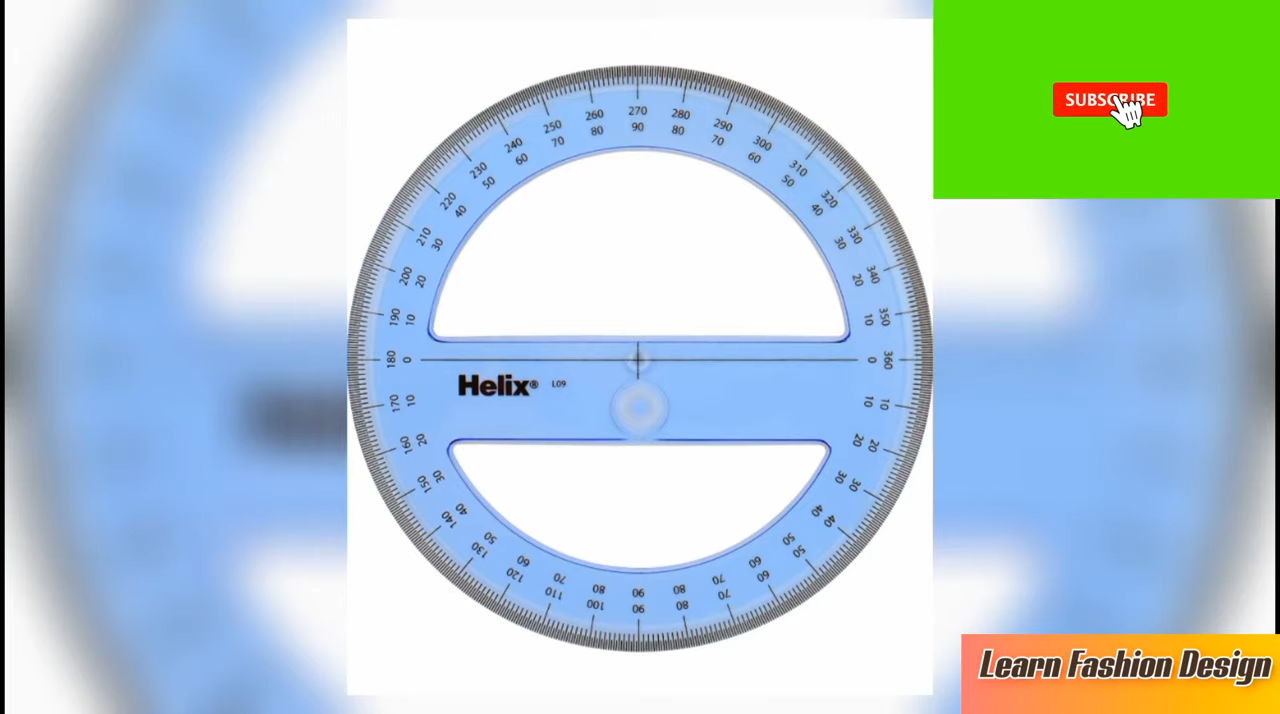 SUBSCRIBE
180 190 200 210 220 230 240 250 260 270 280 290 300 310 320 330 340 350 360
0 10 20 30 40 50 60 70 80 90 80 70 60 50 40 30 20 10 0
Helix® L09
10 20 30 40 50 60 70 80 90 80 70 60 50 40 30 20 10
10 20 30 40 50 60 70 80 90 100 110 120 130 140 150 160 170
Learn Fashion Design